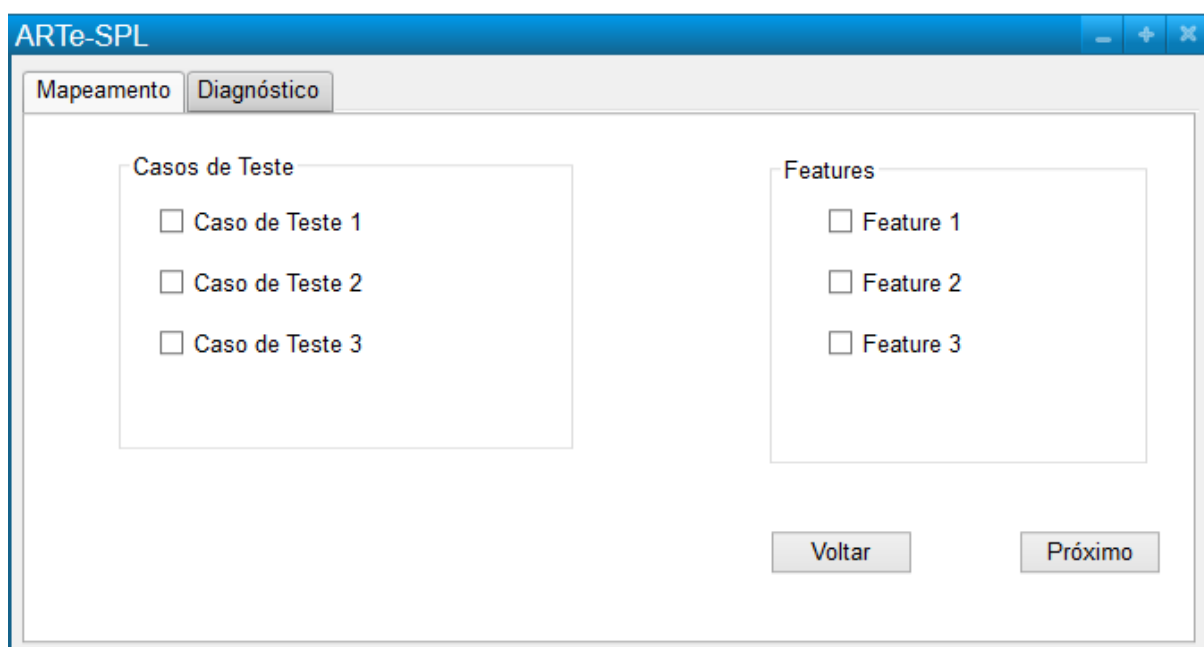 ARTe-SPL
Mapeamento Diagnóstico
Casos de Teste
Caso de Teste 1
Caso de Teste 2
Caso de Teste 3
Features
Feature 1
Feature 2
Feature 3
Voltar Próximo